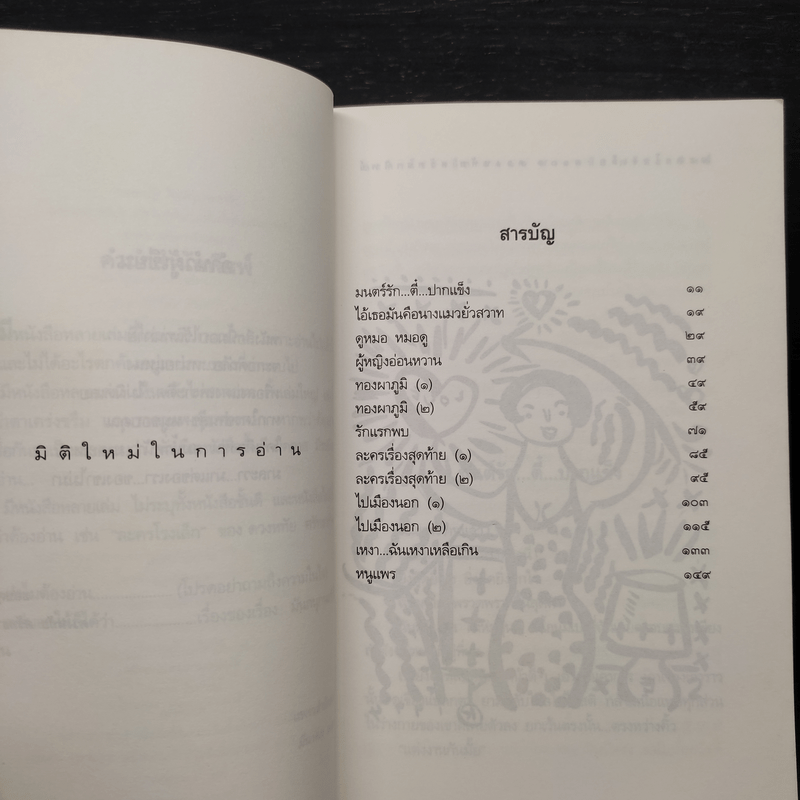 มิติใหม่ในการอ่าน
สารบัญ
มนตร์รัก...ตี๋...ปากแข็ง ๑๑
ไอ้เธอมันคือนางแมวยั่วสวาท ๑๙
ดูหมอ หมอดู ๒๙
ผู้หญิงอ่อนหวาน ๓๙
ทองผาภูมิ (๑) ๔๙
ทองผาภูมิ (๒) ๕๙
รักแรกพบ ๗๑
ละครเรื่องสุดท้าย (๑) ๘๕
ละครเรื่องสุดท้าย (๒) ๙๕
ไปเมืองนอก (๑) ๑๐๓
ไปเมืองนอก (๒) ๑๑๕
เหงา...ฉันเหงาเหลือเกิน ๑๓๓
หนูแพร ๑๔๙